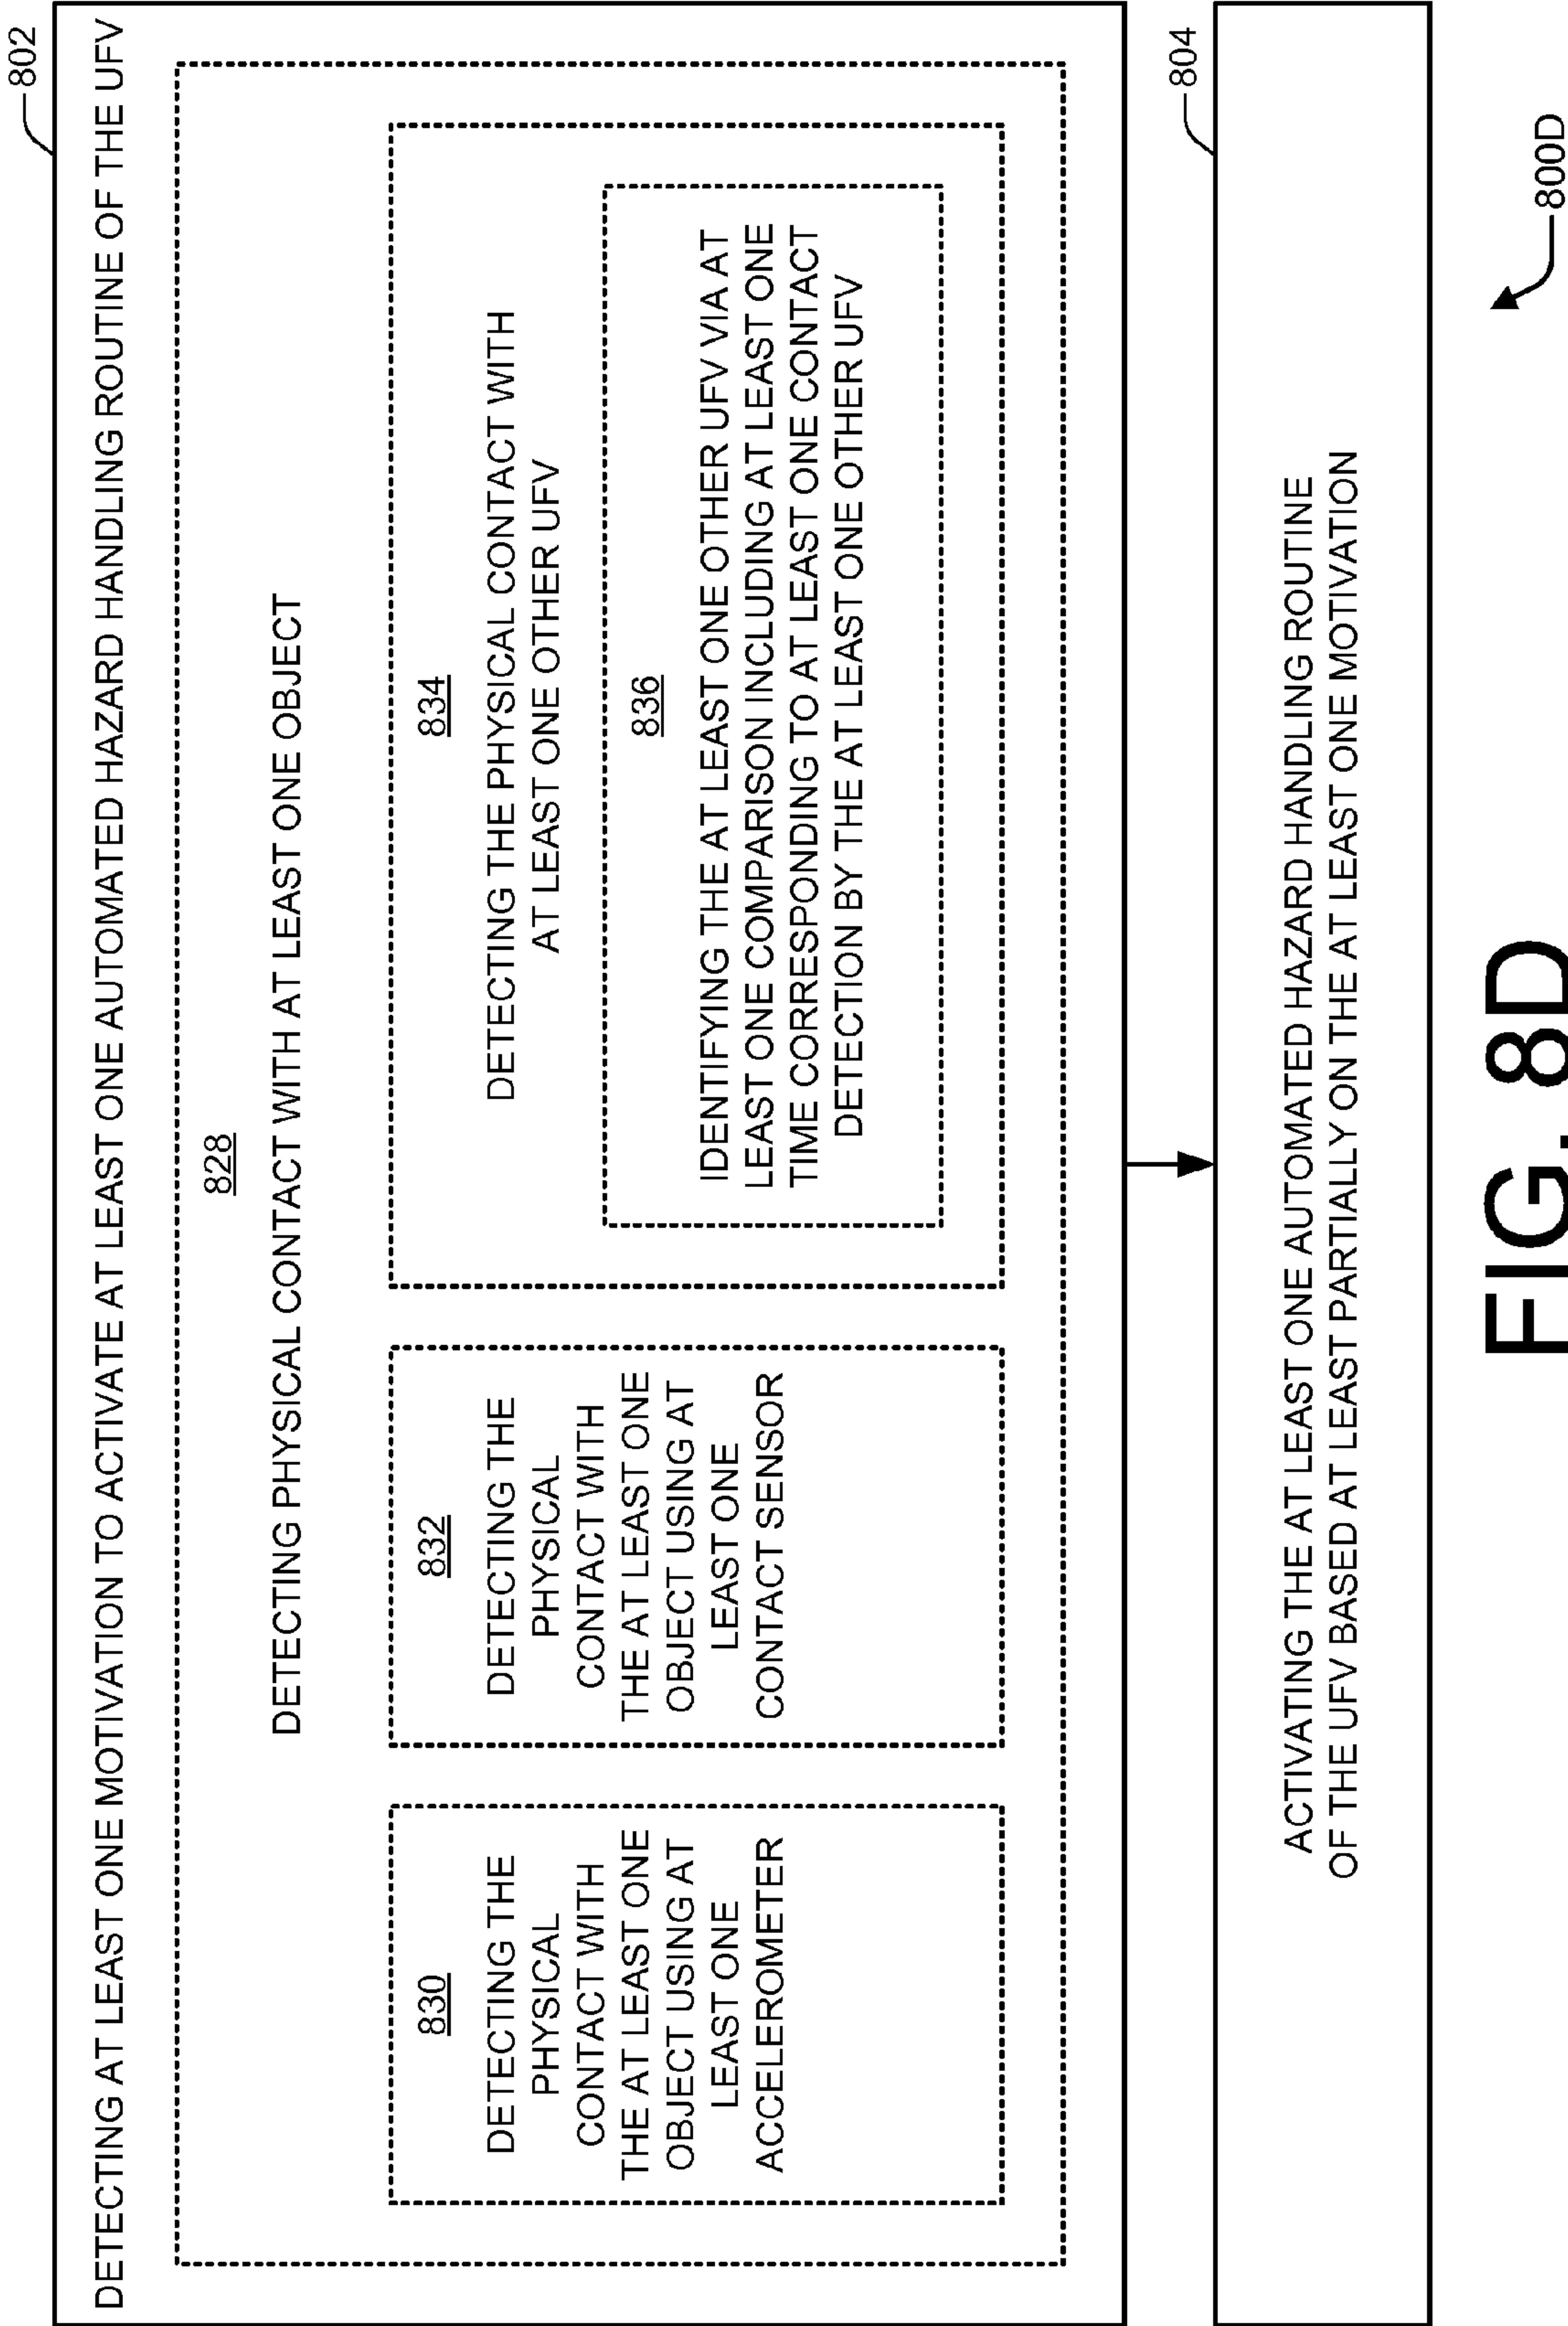 802
DETECTING AT LEAST ONE MOTIVATION TO ACTIVATE AT LEAST ONE AUTOMATED HAZARD HANDLING ROUTINE OF THE UFV
828
DETECTING PHYSICAL CONTACT WITH AT LEAST ONE OBJECT
830
DETECTING THE
PHYSICAL
CONTACT WITH
THE AT LEAST ONE
OBJECT USING AT
LEAST ONE
ACCELEROMETER
832
DETECTING THE
PHYSICAL
CONTACT WITH
THE AT LEAST ONE
OBJECT USING AT
LEAST ONE
CONTACT SENSOR
834
DETECTING THE PHYSICAL CONTACT WITH
AT LEAST ONE OTHER UFV
836
IDENTIFYING THE AT LEAST ONE OTHER UFV VIA AT
LEAST ONE COMPARISON INCLUDING AT LEAST ONE
TIME CORRESPONDING TO AT LEAST ONE CONTACT
DETECTION BY THE AT LEAST ONE OTHER UFV
804
ACTIVATING THE AT LEAST ONE AUTOMATED HAZARD HANDLING ROUTINE
OF THE UFV BASED AT LEAST PARTIALLY ON THE AT LEAST ONE MOTIVATION
800D
FIG. 8D